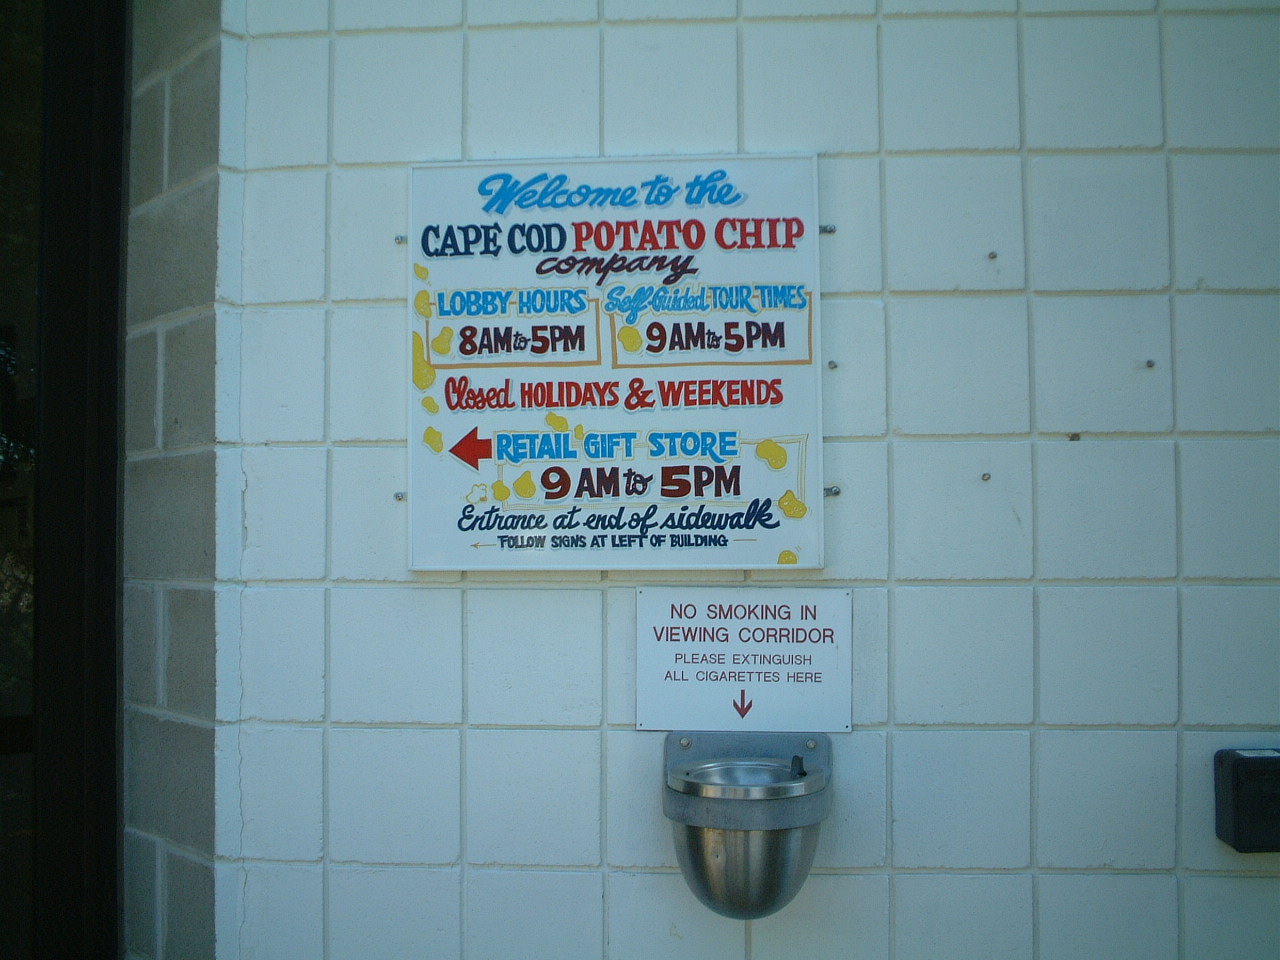 Welcome to the
CAPE COD POTATO CHIP
company
LOBBY HOURS
8AM to 5PM
Self-Guided TOUR TIMES
9AM to 5PM
Closed HOLIDAYS & WEEKENDS
RETAIL GIFT STORE
9 AM to 5PM
Entrance at end of sidewalk
FOLLOW SIGNS AT LEFT OF BUILDING
NO SMOKING IN
VIEWING CORRIDOR
PLEASE EXTINGUISH
ALL CIGARETTES HERE